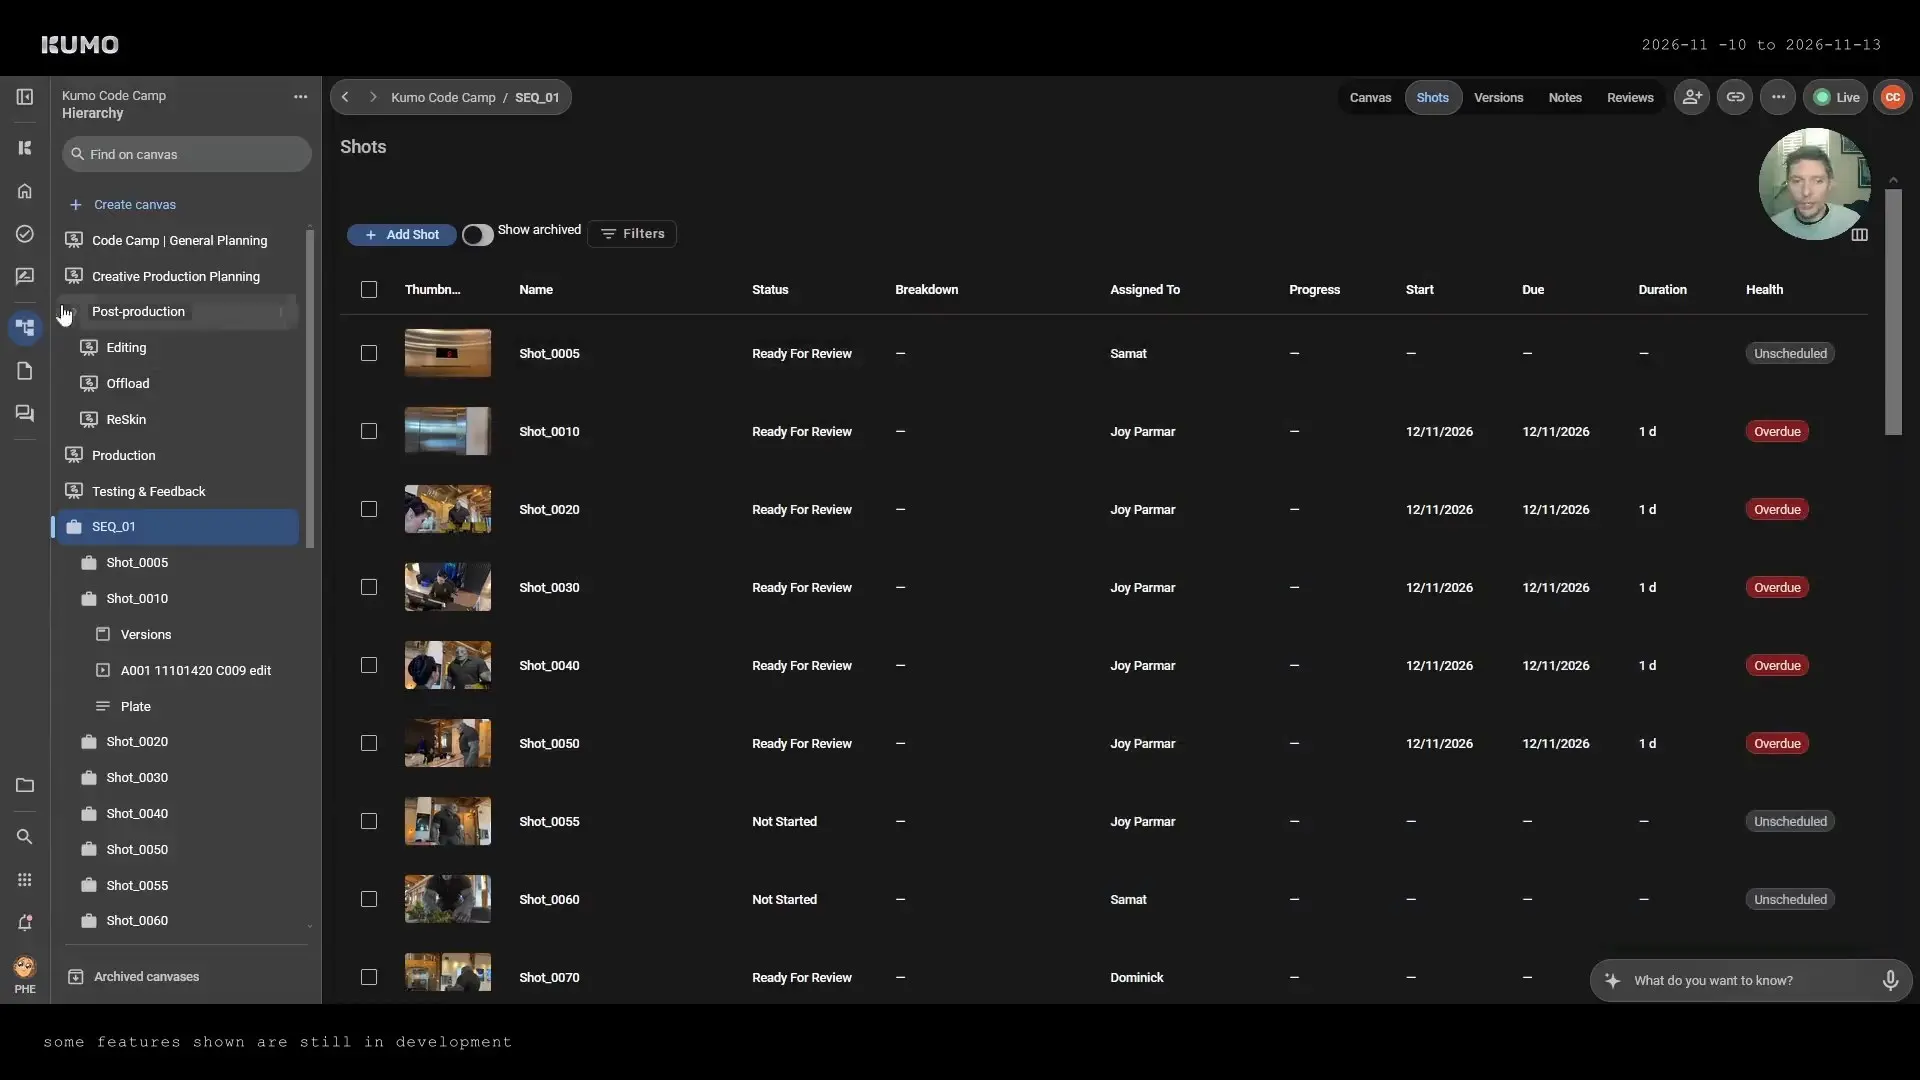 KUMO
2026-11 -10 to 2026-11-13
Kumo Code Camp
Hierarchy
Find on canvas
Create canvas
Code Camp | General Planning
Creative Production Planning
Post-production
Editing
Offload
ReSkin
Production
Testing & Feedback
SEQ_01
Shot_0005
Shot_0010
Versions
A001 11101420 C009 edit
Plate
Shot_0020
Shot_0030
Shot_0040
Shot_0050
Shot_0055
Shot_0060
Archived canvases
PHE
Kumo Code Camp / SEQ_01
Canvas Shots Versions Notes Reviews Live CC
Shots
+ Add Shot Show archived Filters
Thumbn... Name Status Breakdown Assigned To Progress Start Due Duration Health
Shot_0005 Ready For Review — Samat — — — — Unscheduled
Shot_0010 Ready For Review — Joy Parmar — 12/11/2026 12/11/2026 1 d Overdue
Shot_0020 Ready For Review — Joy Parmar — 12/11/2026 12/11/2026 1 d Overdue
Shot_0030 Ready For Review — Joy Parmar — 12/11/2026 12/11/2026 1 d Overdue
Shot_0040 Ready For Review — Joy Parmar — 12/11/2026 12/11/2026 1 d Overdue
Shot_0050 Ready For Review — Joy Parmar — 12/11/2026 12/11/2026 1 d Overdue
Shot_0055 Not Started — Joy Parmar — — — — Unscheduled
Shot_0060 Not Started — Samat — — — — Unscheduled
Shot_0070 Ready For Review — Dominick — — —
What do you want to know?
some features shown are still in development